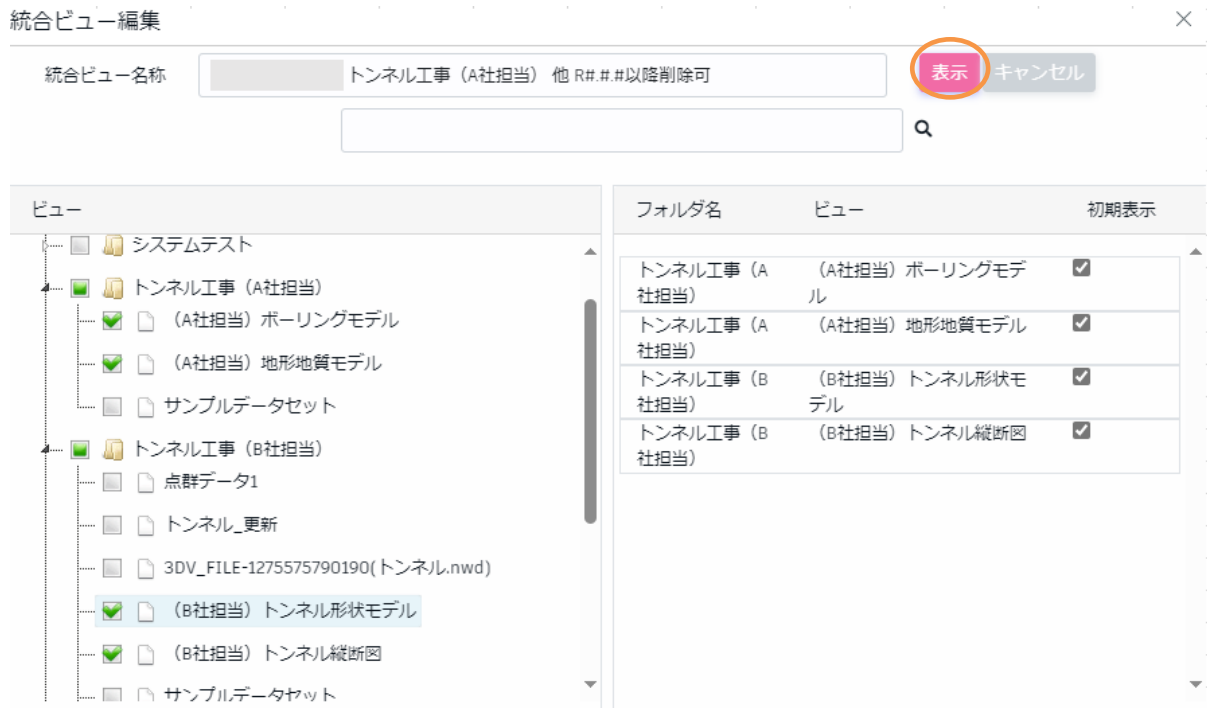 統合ビュー編集
統合ビュー名称
トンネル工事（A社担当） 他 R#.#.#以降削除可
表示
キャンセル
ビュー
システムテスト
トンネル工事（A社担当）
（A社担当）ボーリングモデル
（A社担当）地形地質モデル
サンプルデータセット
トンネル工事（B社担当）
点群データ1
トンネル_更新
3DV_FILE-1275575790190(トンネル.nwd)
（B社担当）トンネル形状モデル
（B社担当）トンネル縦断図
サンプルデータセット
フォルダ名 ビュー 初期表示
トンネル工事（A （A社担当）ボーリングモデ
社担当） ル
トンネル工事（A （A社担当）地形地質モデル
社担当）
トンネル工事（B （B社担当）トンネル形状モ
社担当） デル
トンネル工事（B （B社担当）トンネル縦断図
社担当）